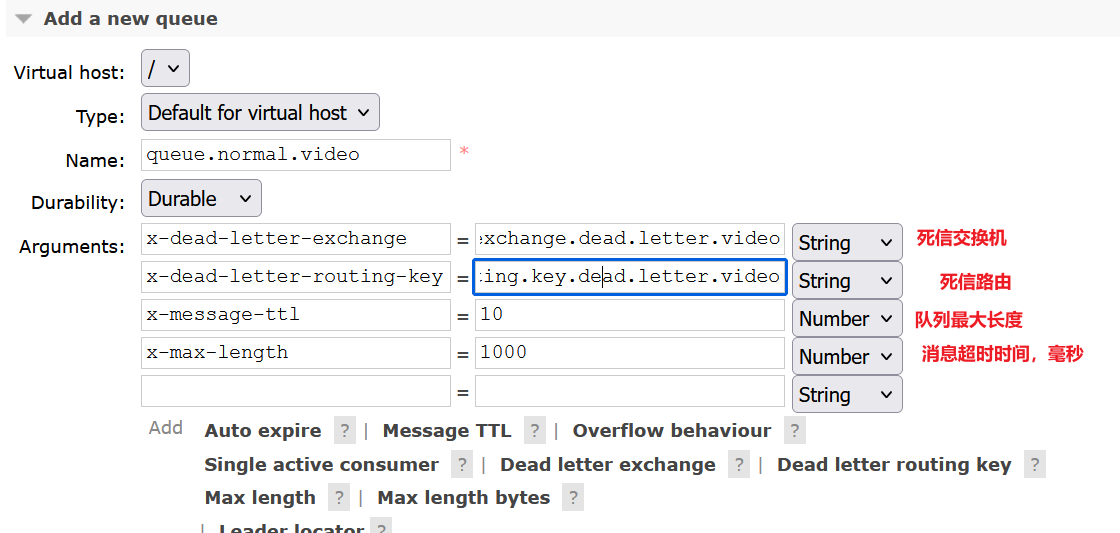 Add a new queue
Virtual host: /
Type: Default for virtual host
Name: queue.normal.video *
Durability: Durable
Arguments: x-dead-letter-exchange = exchange.dead.letter.video String 死信交换机
x-dead-letter-routing-key = ing.key.dead.letter.video String 死信路由
x-message-ttl = 10 Number 队列最大长度
x-max-length = 1000 Number 消息超时时间，毫秒
= String
Add Auto expire ? | Message TTL ? | Overflow behaviour ?
Single active consumer ? | Dead letter exchange ? | Dead letter routing key ?
Max length ? | Max length bytes ?
| Leader locator ?